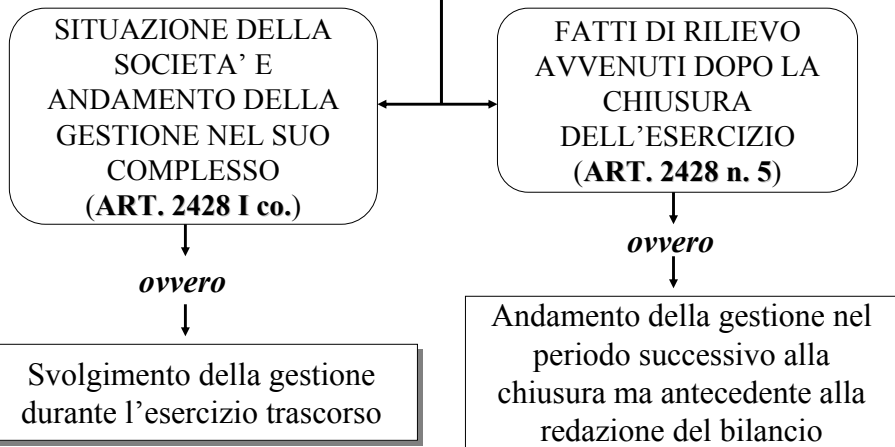 SITUAZIONE DELLA
SOCIETA’ E
ANDAMENTO DELLA
GESTIONE NEL SUO
COMPLESSO
(ART. 2428 I co.)
ovvero
Svolgimento della gestione
durante l’esercizio trascorso
FATTI DI RILIEVO
AVVENUTI DOPO LA
CHIUSURA
DELL’ESERCIZIO
(ART. 2428 n. 5)
ovvero
Andamento della gestione nel
periodo successivo alla
chiusura ma antecedente alla
redazione del bilancio